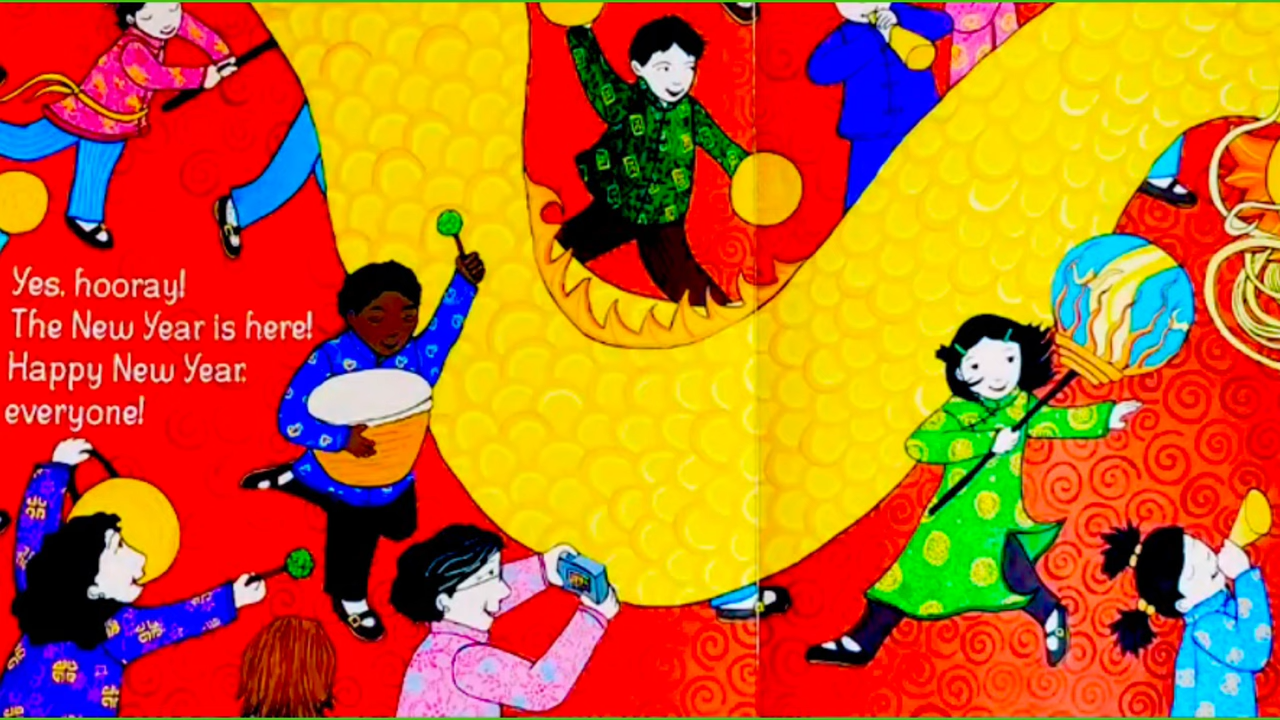 Yes, hooray!
The New Year is here!
Happy New Year,
everyone!